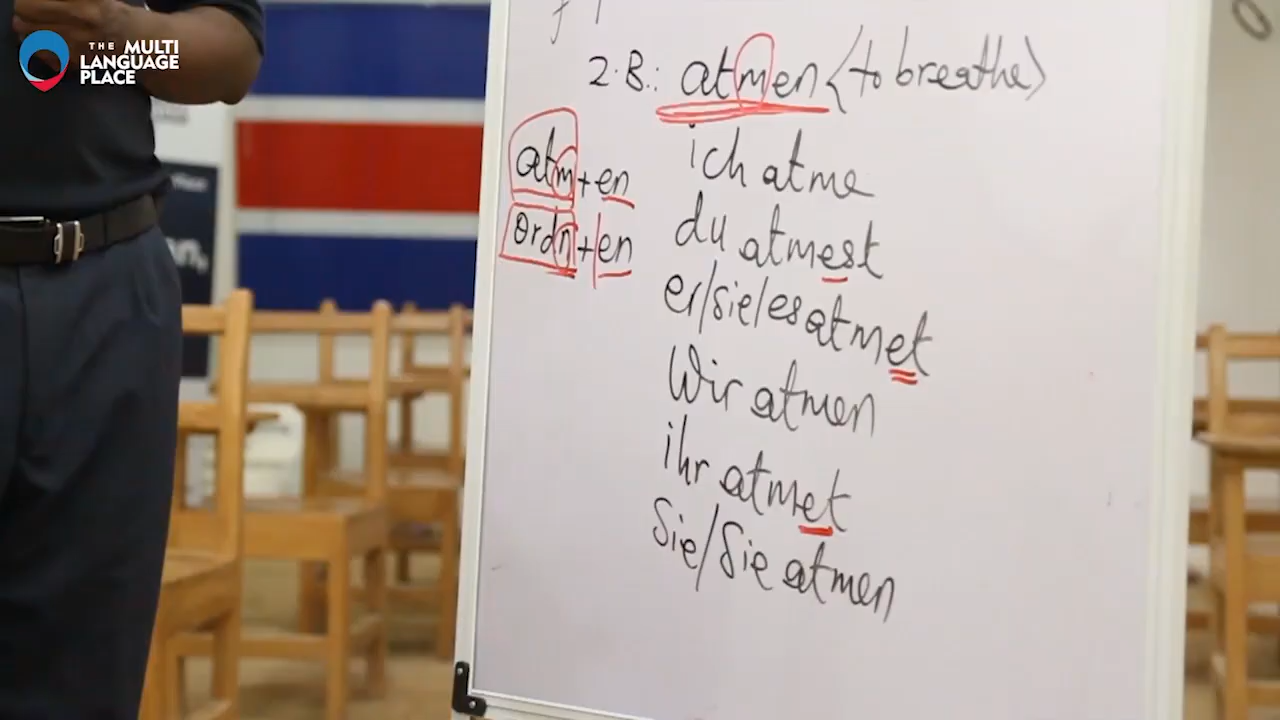 THE MULTI
LANGUAGE
PLACE
z.B.: atmen <to breathe>
atm+en
ordn+en
ich atme
du atmest
er/sie/es atmet
Wir atmen
ihr atmet
Sie/Sie atmen